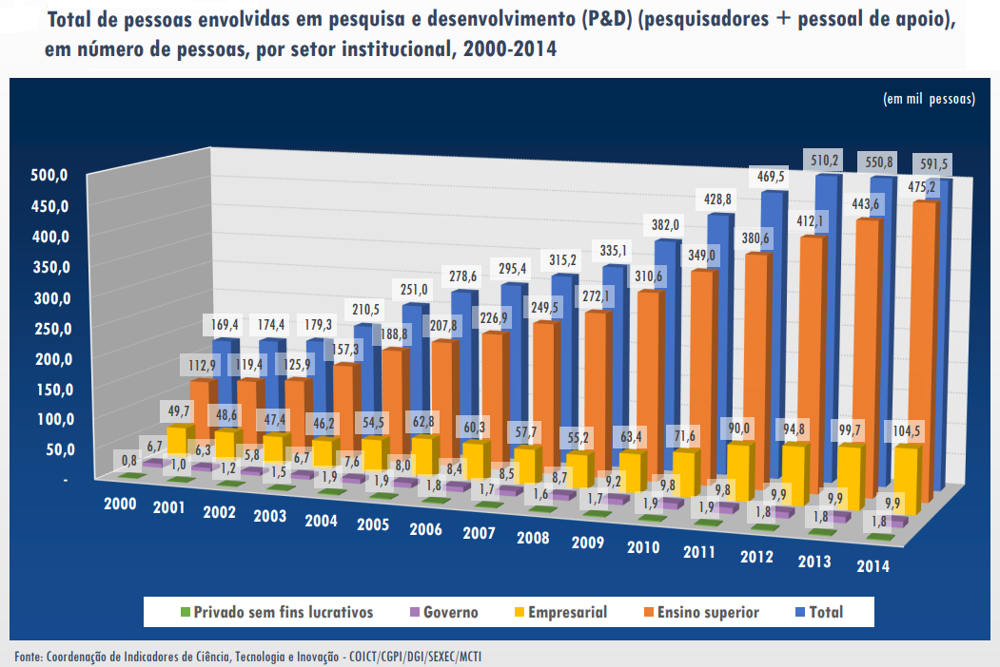 Total de pessoas envolvidas em pesquisa e desenvolvimento (P&D) (pesquisadores + pessoal de apoio),
em número de pessoas, por setor institucional, 2000-2014
(em mil pessoas)
500,0
450,0
400,0
350,0
300,0
250,0
200,0
150,0
100,0
50,0
-
169,4 174,4 179,3 210,5 251,0 278,6 295,4 315,2 335,1 382,0 428,8 469,5 510,2 550,8 591,5
112,9 119,4 125,9 157,3 188,8 207,8 226,9 249,5 272,1 310,6 349,0 380,6 412,1 443,6 475,2
49,7 48,6 47,4 46,2 54,5 62,8 60,3 57,7 55,2 63,4 71,6 90,0 94,8 99,7 104,5
6,7 6,3 5,8 6,7 7,6 8,0 8,4 8,5 8,7 9,2 9,8 9,8 9,9 9,9 9,9
0,8 1,0 1,2 1,5 1,9 1,9 1,8 1,7 1,6 1,7 1,9 1,9 1,8 1,8 1,8
2000 2001 2002 2003 2004 2005 2006 2007 2008 2009 2010 2011 2012 2013 2014
Privado sem fins lucrativos Governo Empresarial Ensino superior Total
Fonte: Coordenação de Indicadores de Ciência, Tecnologia e Inovação - COICT/CGPI/DGI/SEXEC/MCTI